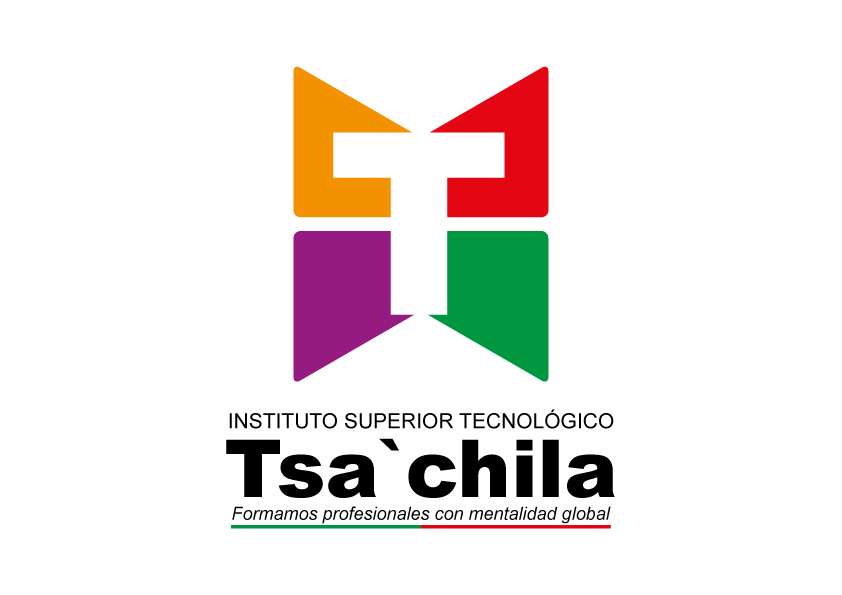 INSTITUTO SUPERIOR TECNOLÓGICO
Tsa`chila
Formamos profesionales con mentalidad global